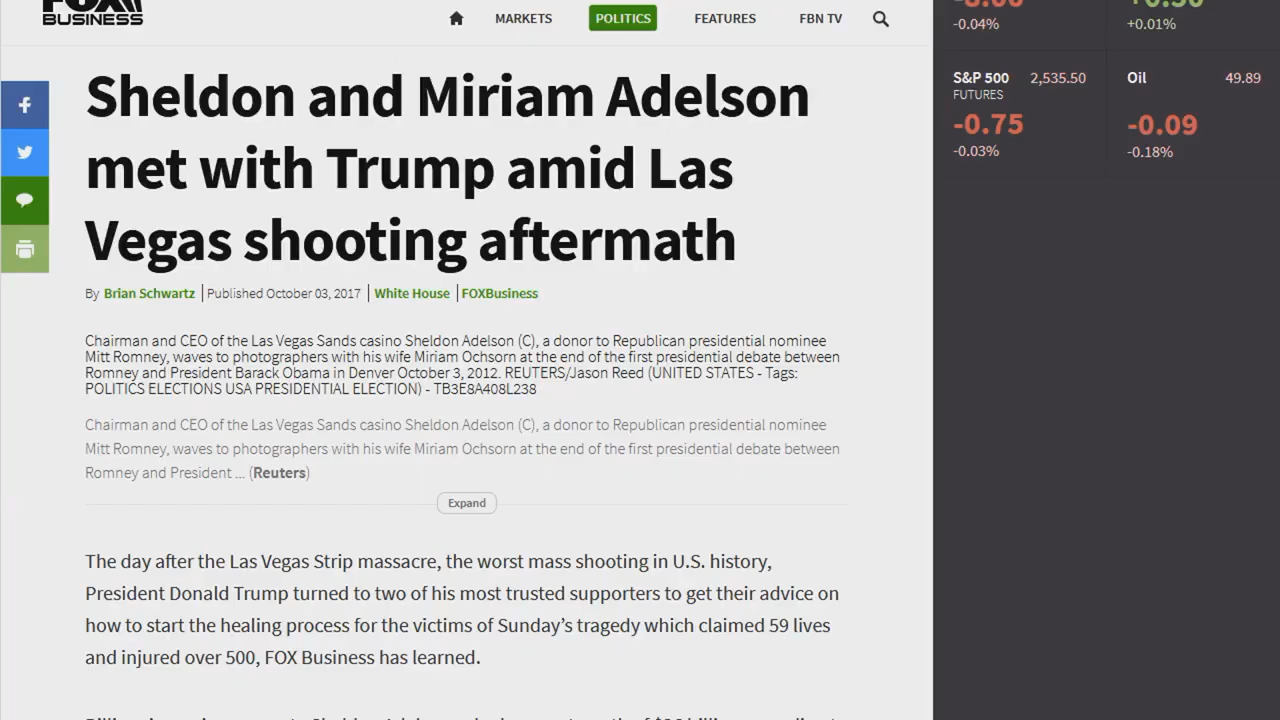 FOX
BUSINESS
MARKETS
POLITICS
FEATURES
FBN TV
Sheldon and Miriam Adelson
met with Trump amid Las
Vegas shooting aftermath
By Brian Schwartz | Published October 03, 2017 | White House | FOXBusiness
Chairman and CEO of the Las Vegas Sands casino Sheldon Adelson (C), a donor to Republican presidential nominee
Mitt Romney, waves to photographers with his wife Miriam Ochsorn at the end of the first presidential debate between
Romney and President Barack Obama in Denver October 3, 2012. REUTERS/Jason Reed (UNITED STATES - Tags:
POLITICS ELECTIONS USA PRESIDENTIAL ELECTION) - TB3E8A408L238
Chairman and CEO of the Las Vegas Sands casino Sheldon Adelson (C), a donor to Republican presidential nominee
Mitt Romney, waves to photographers with his wife Miriam Ochsorn at the end of the first presidential debate between
Romney and President ... (Reuters)
Expand
The day after the Las Vegas Strip massacre, the worst mass shooting in U.S. history,
President Donald Trump turned to two of his most trusted supporters to get their advice on
how to start the healing process for the victims of Sunday's tragedy which claimed 59 lives
and injured over 500, FOX Business has learned.
-0.04%
+0.01%
S&P 500 2,535.50
FUTURES
-0.75
-0.03%
Oil 49.89
-0.09
-0.18%